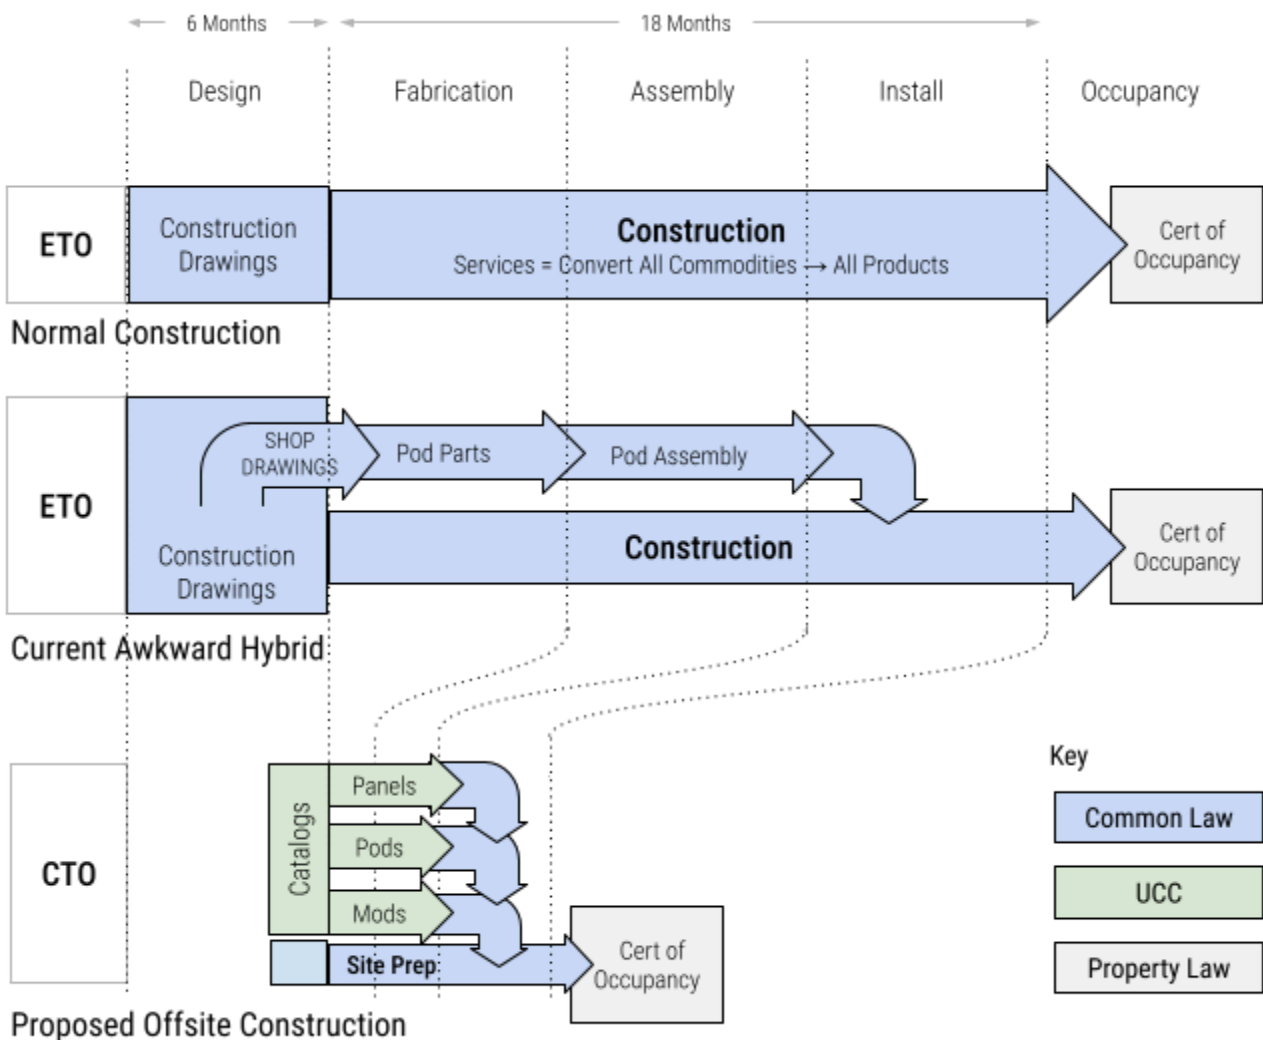 6 Months
18 Months
Design
Fabrication
Assembly
Install
Occupancy
ETO
Construction
Drawings
Construction
Services = Convert All Commodities → All Products
Cert of
Occupancy
Normal Construction
ETO
SHOP
DRAWINGS
Pod Parts
Pod Assembly
Construction
Drawings
Construction
Cert of
Occupancy
Current Awkward Hybrid
CTO
Catalogs
Panels
Pods
Mods
Site Prep
Cert of
Occupancy
Proposed Offsite Construction
Key
Common Law
UCC
Property Law